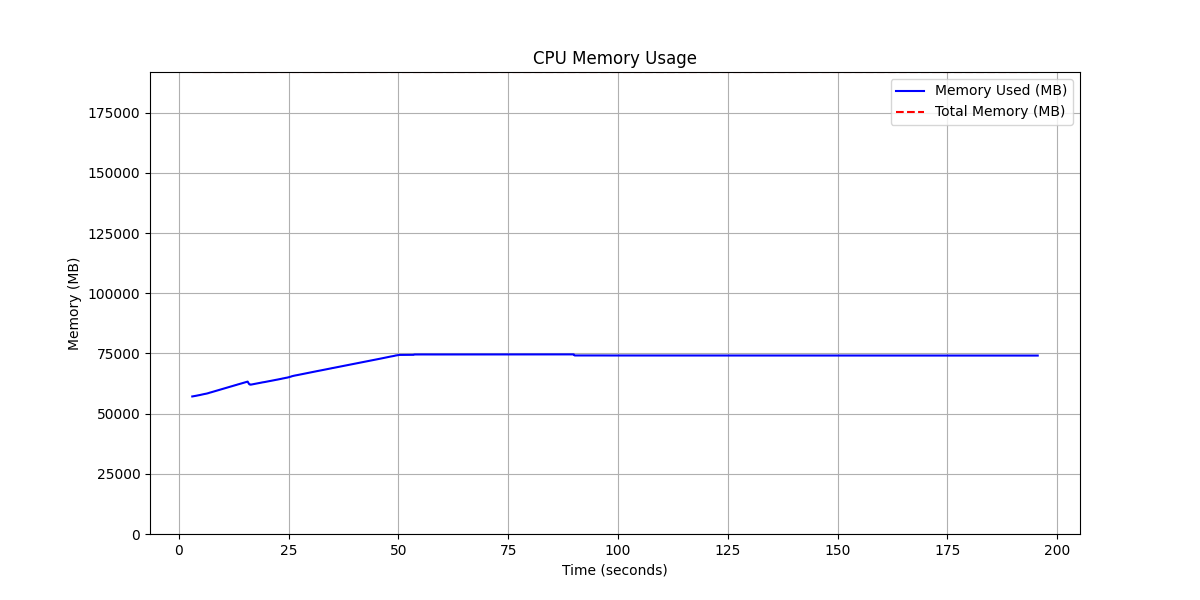 CPU Memory Usage
Memory Used (MB)
Total Memory (MB)
175000
150000
125000
100000
75000
50000
25000
0
Memory (MB)
0 25 50 75 100 125 150 175 200
Time (seconds)